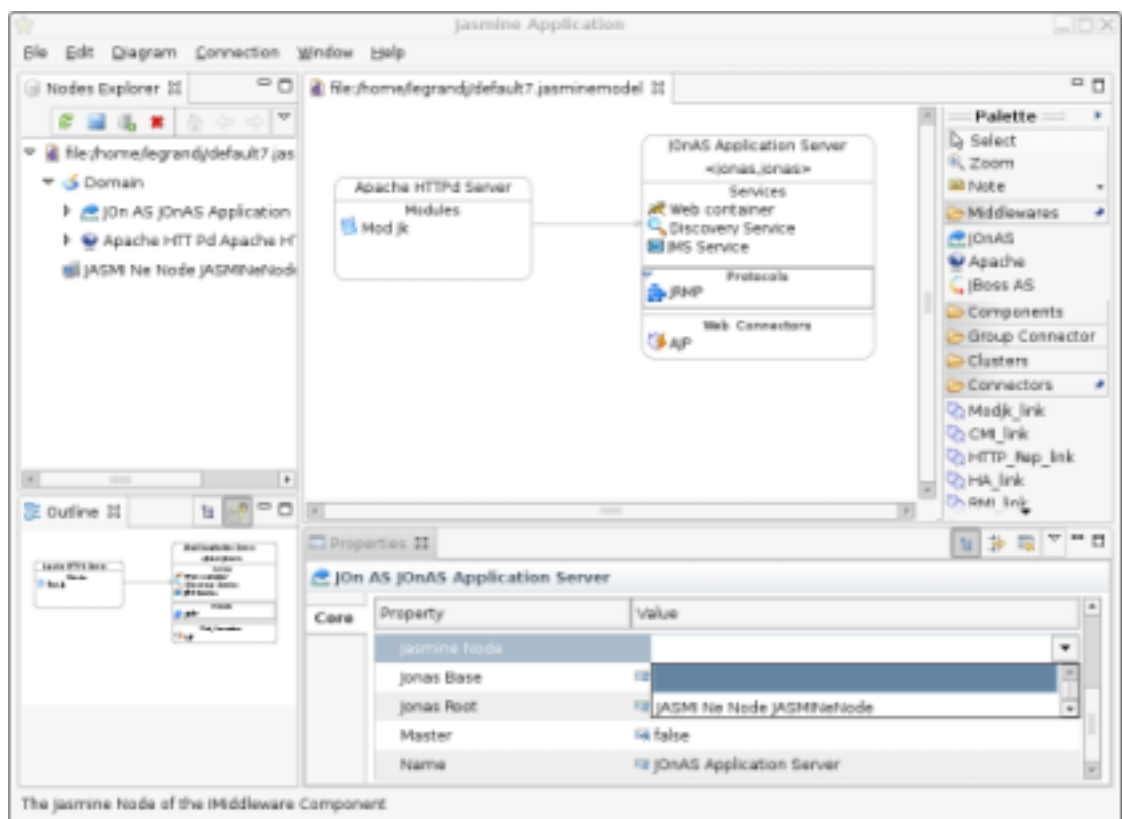 Jasmine Application
File Edit Diagram Connection Window Help
Nodes Explorer
file:/home/legrandj/default7.jas
Domain
JOn AS JOnAS Application
Apache HTT Pd Apache HT
JASMI Ne Node JASMINeNode
file:/home/legrandj/default7.jasminemodel
Apache HTTPd Server
Modules
Mod jk
JOnAS Application Server
<jonas,jonas>
Services
Web container
Discovery Service
JMS Service
Protocols
JRMP
Web Connectors
AJP
Palette
Select
Zoom
Note
Middlewares
JOnAS
Apache
JBoss AS
Components
Group Connector
Clusters
Connectors
Modjk_link
CMI_link
HTTP_Rep_link
HA_link
RMI_link
Outline
Properties
JOn AS JOnAS Application Server
Core
Property Value
Jasmine Node
Jonas Base
Jonas Root
JASMI Ne Node JASMINeNode
Master false
Name JOnAS Application Server
The Jasmine Node of the IMiddleware Component